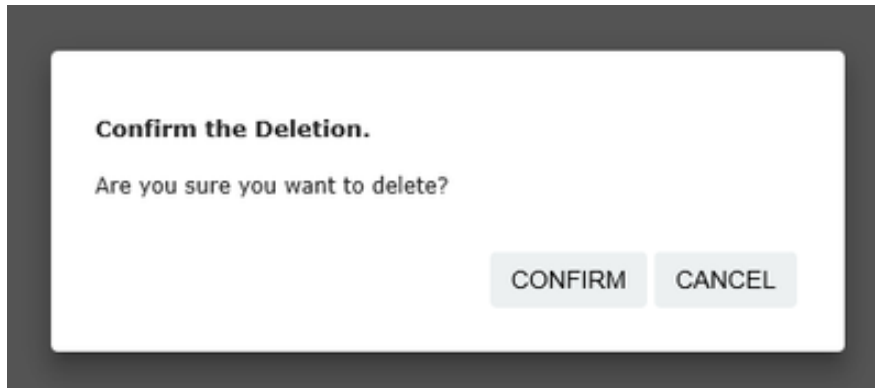 Confirm the Deletion.
Are you sure you want to delete?
CONFIRM CANCEL